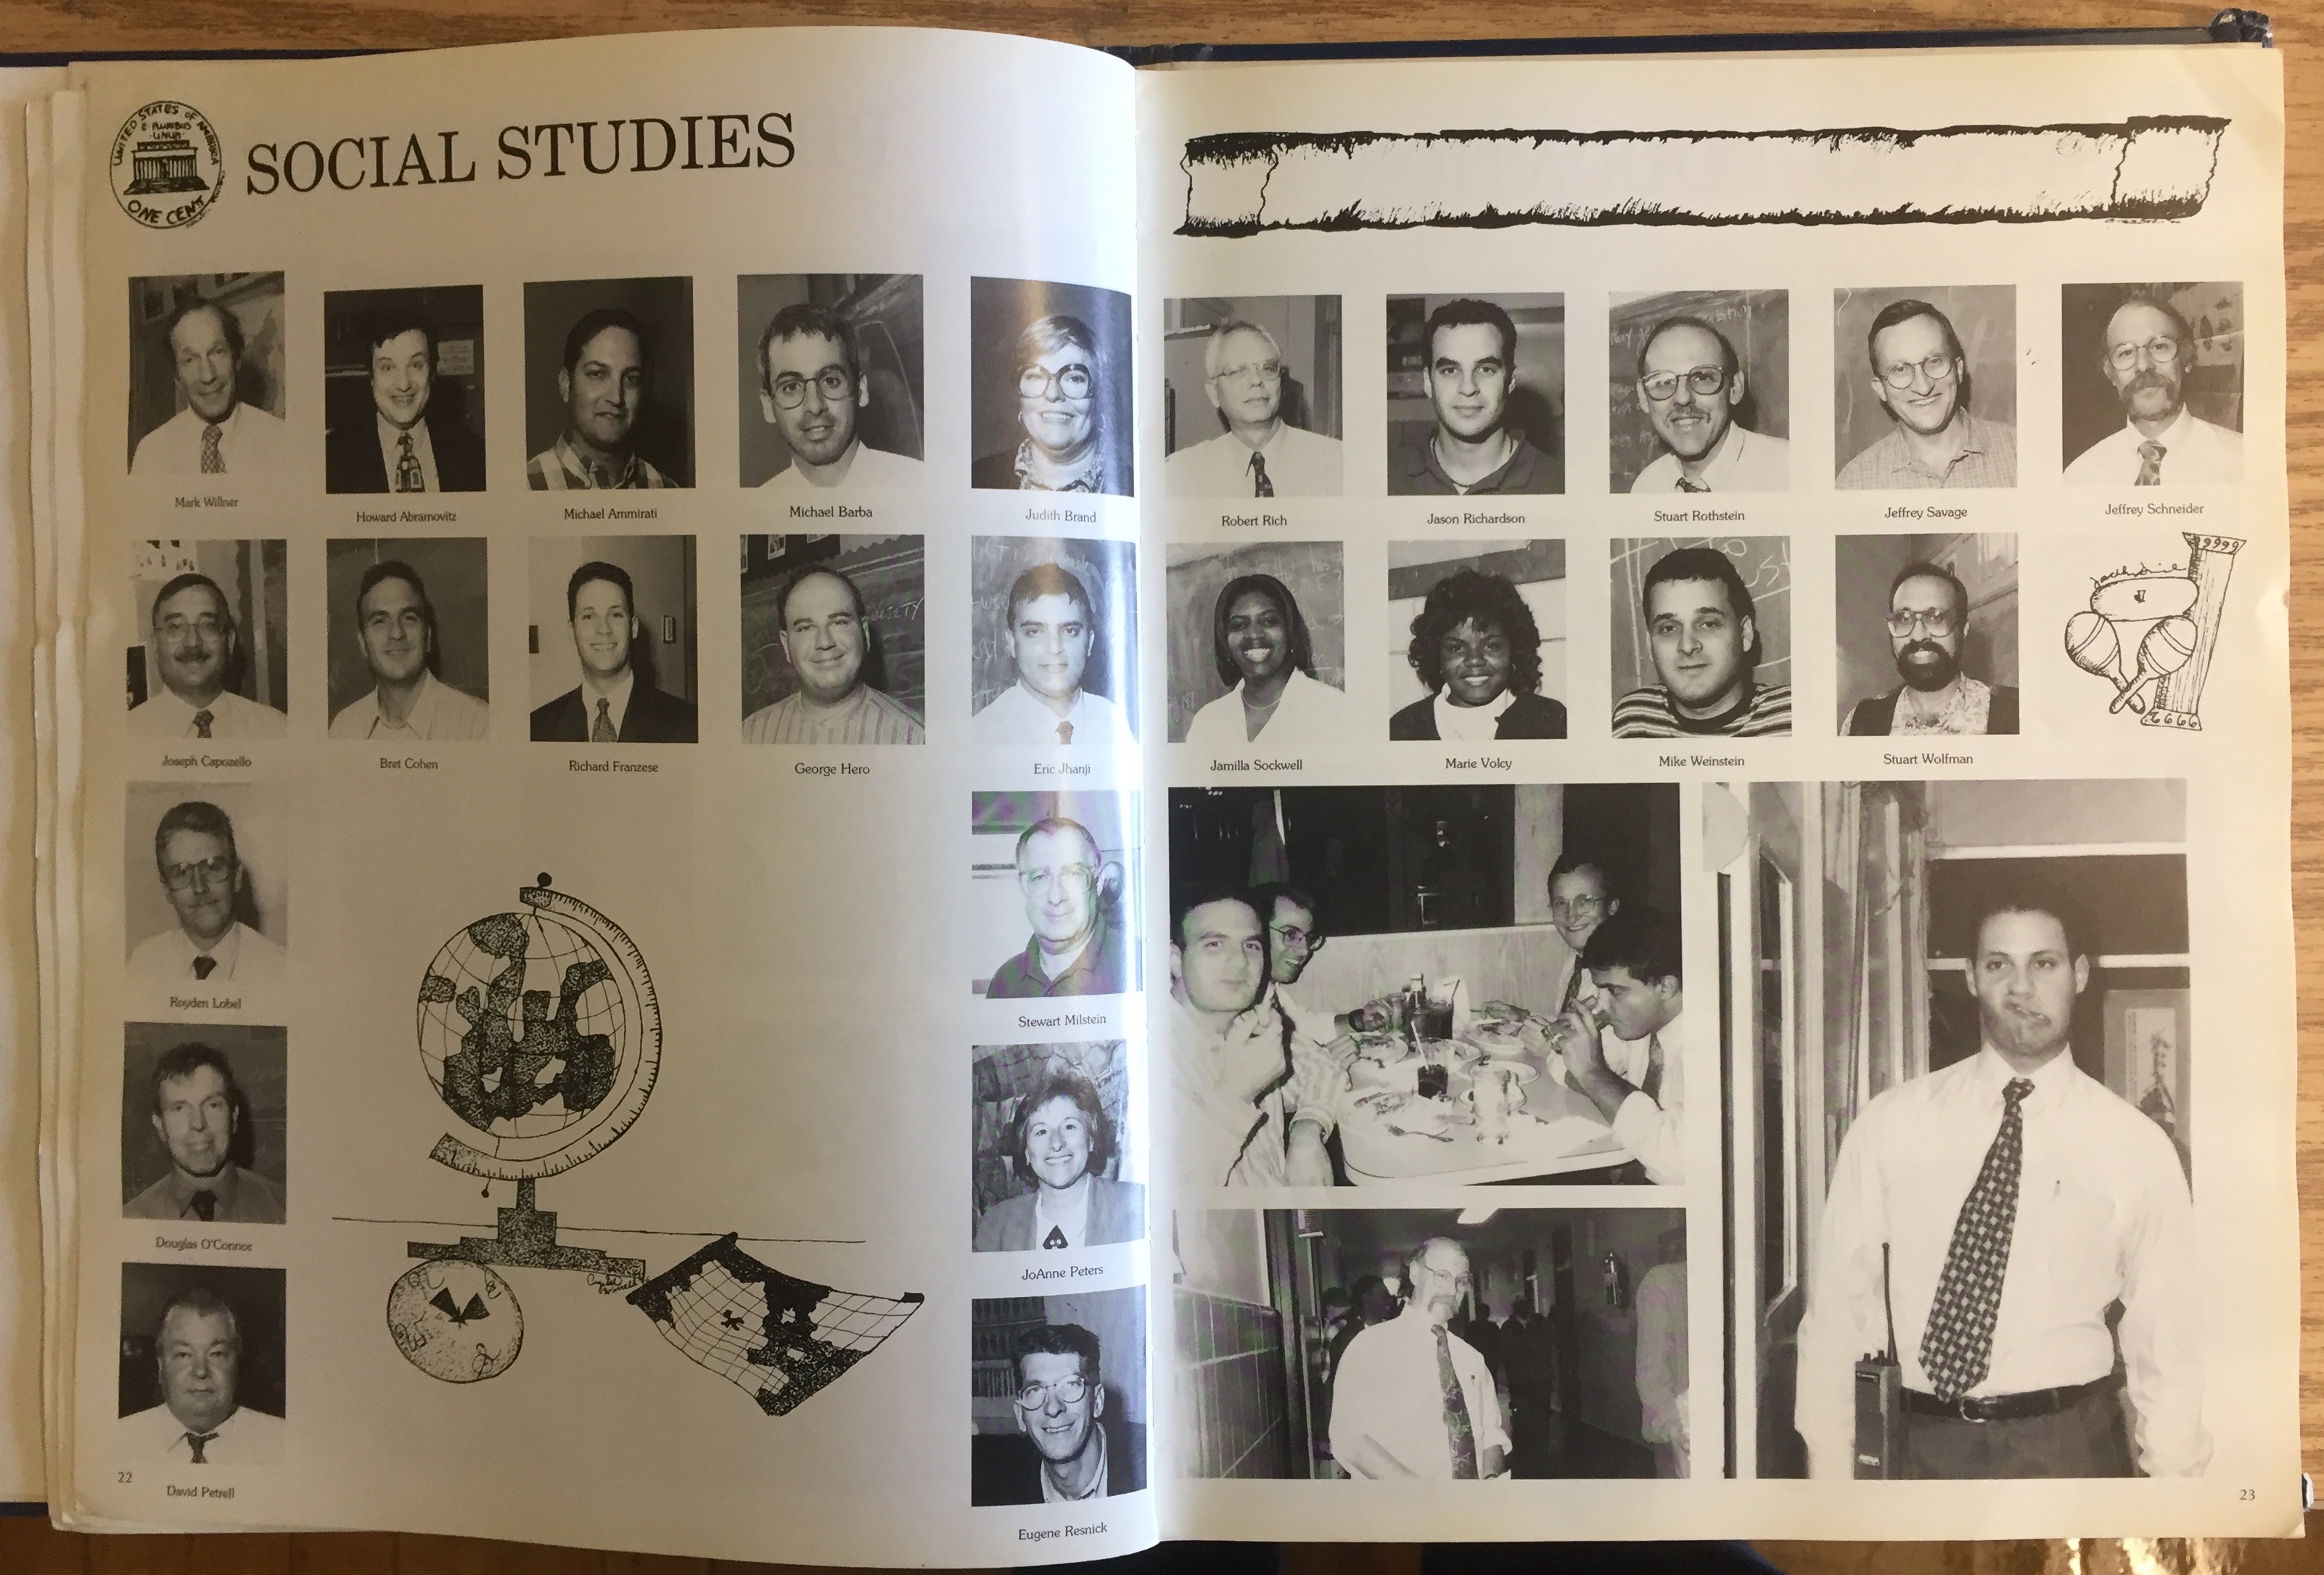 UNITED STATES OF AMERICA
E PLURIBUS
UNUM
ONE CENT
SOCIAL STUDIES
Mark Willner
Howard Abramovitz
Michael Ammirati
Michael Barba
Judith Brand
Robert Rich
Jason Richardson
Stuart Rothstein
Jeffrey Savage
Jeffrey Schneider
Joseph Capozello
Bret Cohen
Richard Franzese
George Hero
Eric Jhanji
Jamilla Sockwell
Marie Volcy
Mike Weinstein
Stuart Wolfman
Royden Lobel
Stewart Milstein
Douglas O'Connor
JoAnne Peters
David Petrell
Eugene Resnick
22
23